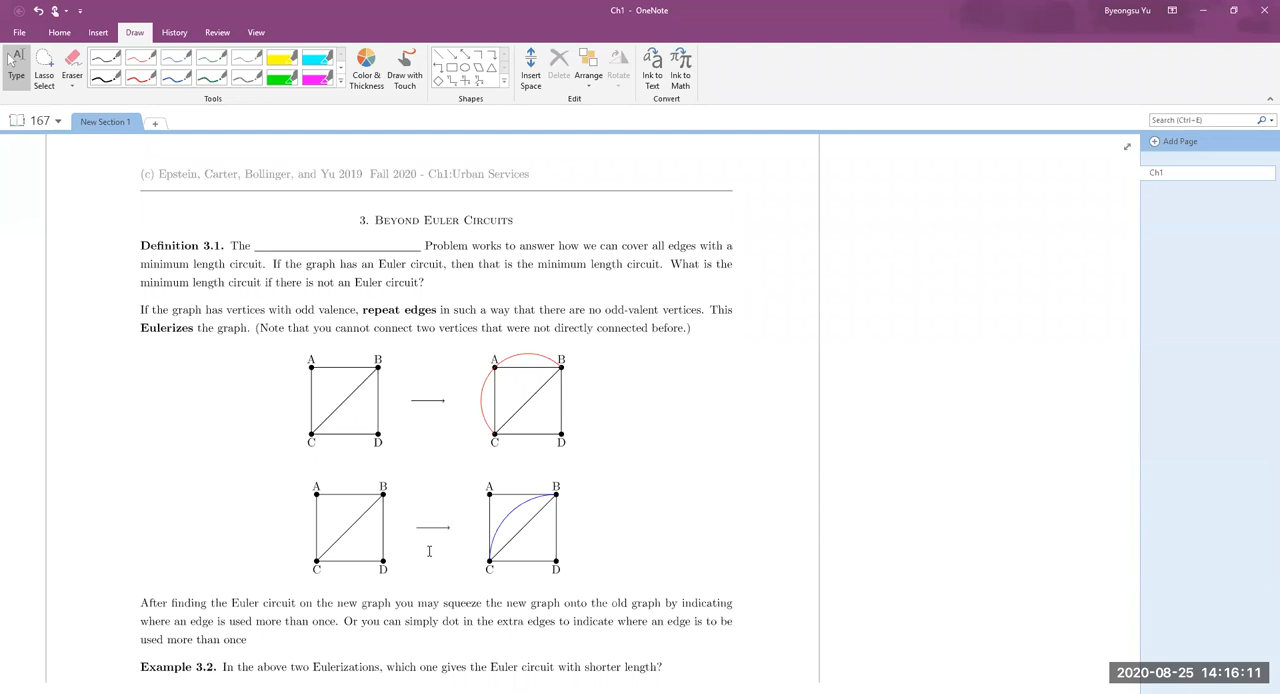 Ch1 - OneNote
Byeongsu Yu
File Home Insert Draw History Review View
Type
Lasso Select
Eraser
Color & Thickness
Draw with Touch
Insert Space
Delete
Arrange
Rotate
Ink to Text
Ink to Math
Tools
Shapes
Edit
Convert
167
New Section 1
Search (Ctrl+E)
Add Page
Ch1
(c) Epstein, Carter, Bollinger, and Yu 2019 Fall 2020 - Ch1:Urban Services
3. Beyond Euler Circuits
Definition 3.1. The ____________________ Problem works to answer how we can cover all edges with a
minimum length circuit. If the graph has an Euler circuit, then that is the minimum length circuit. What is the
minimum length circuit if there is not an Euler circuit?
If the graph has vertices with odd valence, repeat edges in such a way that there are no odd-valent vertices. This
Eulerizes the graph. (Note that you cannot connect two vertices that were not directly connected before.)
A B A B
C D C D
A B A B
C D C D
After finding the Euler circuit on the new graph you may squeeze the new graph onto the old graph by indicating
where an edge is used more than once. Or you can simply dot in the extra edges to indicate where an edge is to be
used more than once
Example 3.2. In the above two Eulerizations, which one gives the Euler circuit with shorter length?
2020-08-25 14:16:11